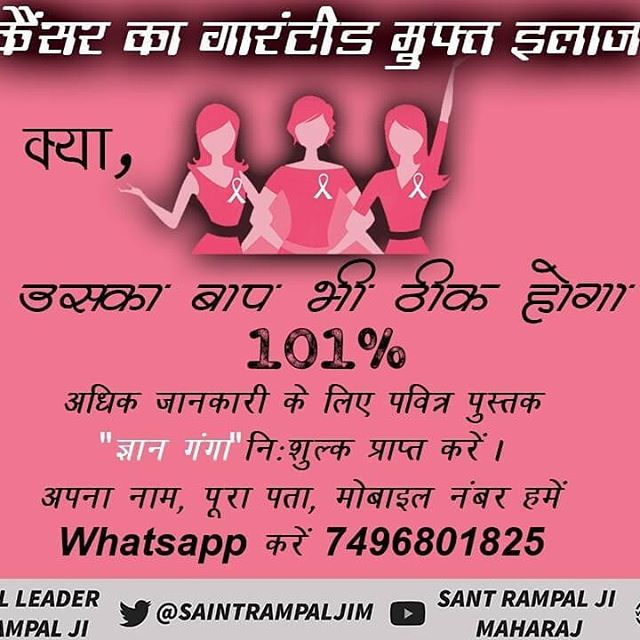 कैंसर का गारंटीड मुफ्त इलाज
क्या,
उसका बाप भी ठीक होगा
101%
अधिक जानकारी के लिए पवित्र पुस्तक
"ज्ञान गंगा" नि:शुल्क प्राप्त करें ।
अपना नाम, पूरा पता, मोबाइल नंबर हमें
Whatsapp करें 7496801825
L LEADER
AMPAL JI
@SAINTRAMPALJIM
SANT RAMPAL JI
MAHARAJ